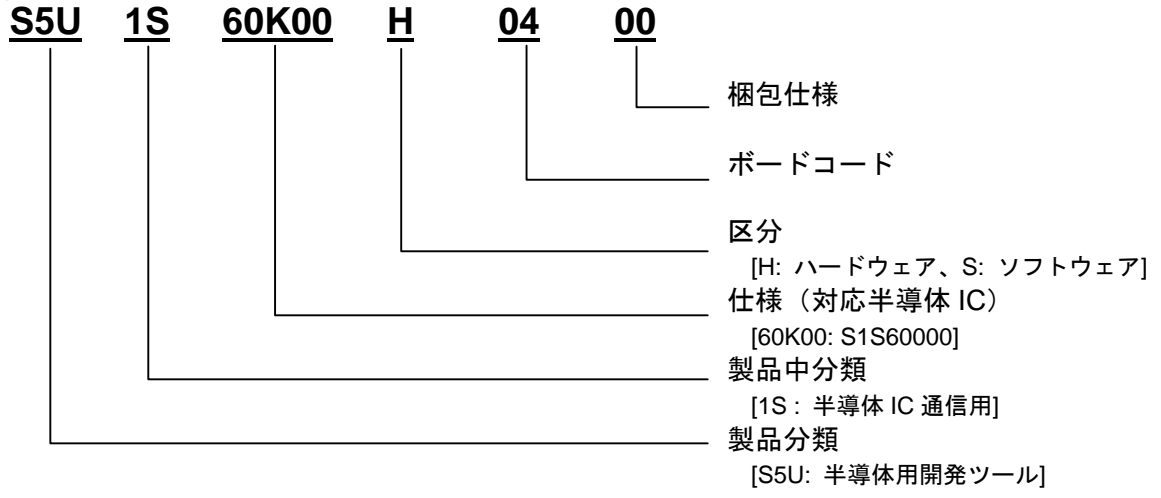 S5U 1S 60K00 H 04 00
梱包仕様
ボードコード
区分
[H: ハードウェア、S: ソフトウェア]
仕様（対応半導体 IC）
[60K00: S1S60000]
製品中分類
[1S : 半導体 IC 通信用]
製品分類
[S5U: 半導体用開発ツール]